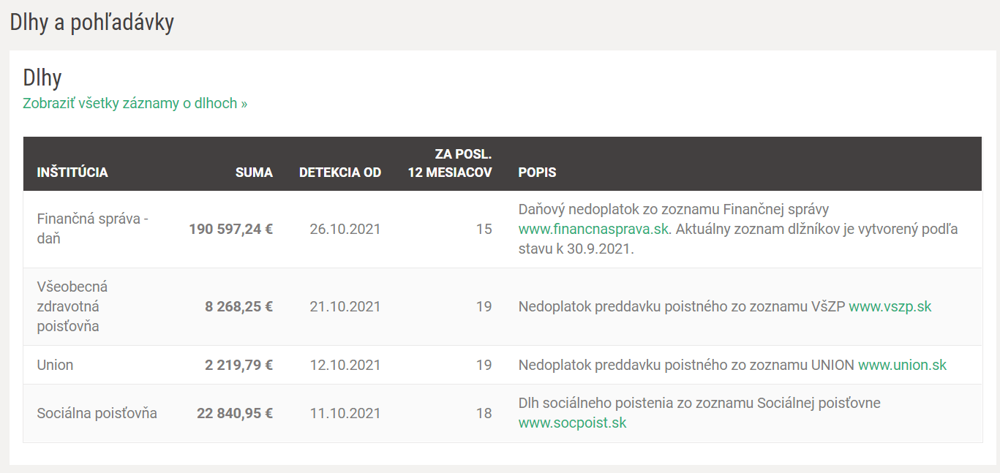 Dlhy a pohľadávky
Dlhy
Zobraziť všetky záznamy o dlhoch »
INŠTITÚCIA SUMA DETEKCIA OD ZA POSL. 12 MESIACOV POPIS
Finančná správa -
daň
190 597,24 € 26.10.2021 15
Daňový nedoplatok zo zoznamu Finančnej správy
www.financnasprava.sk. Aktuálny zoznam dlžníkov je vytvorený podľa
stavu k 30.9.2021.
Všeobecná
zdravotná
poisťovňa
8 268,25 € 21.10.2021 19 Nedoplatok preddavku poistného zo zoznamu VšZP www.vszp.sk
Union 2 219,79 € 12.10.2021 19 Nedoplatok preddavku poistného zo zoznamu UNION www.union.sk
Sociálna poisťovňa 22 840,95 € 11.10.2021 18
Dlh sociálneho poistenia zo zoznamu Sociálnej poisťovne
www.socpoist.sk